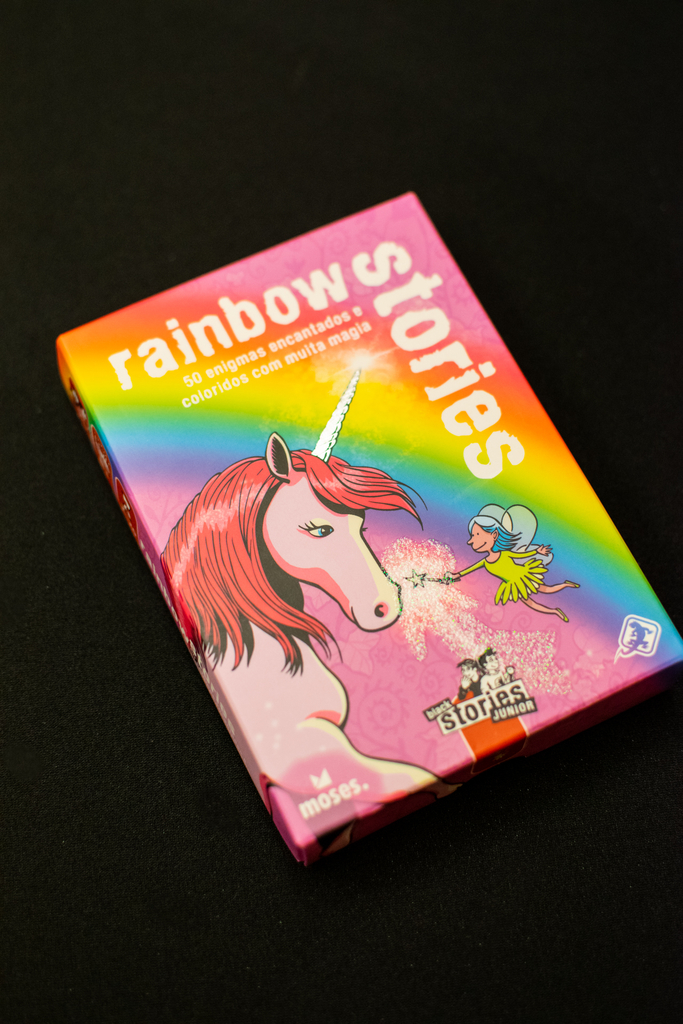 rainbow
stories
50 enigmas encantados e
coloridos com muita magia
black
stories
JUNIOR
moses.